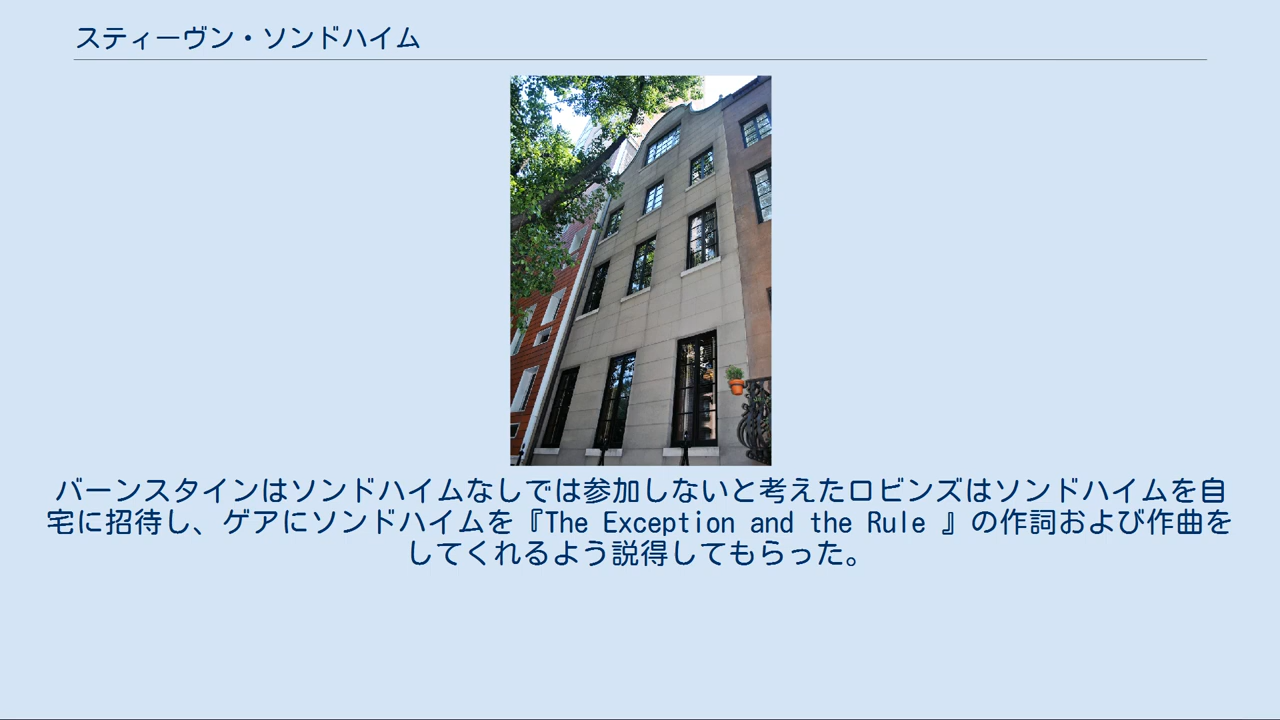 スティーヴン・ソンドハイム
バーンスタインはソンドハイムなしでは参加しないと考えたロビンズはソンドハイムを自
宅に招待し、ゲアにソンドハイムを『The Exception and the Rule 』の作詞および作曲を
してくれるよう説得してもらった。